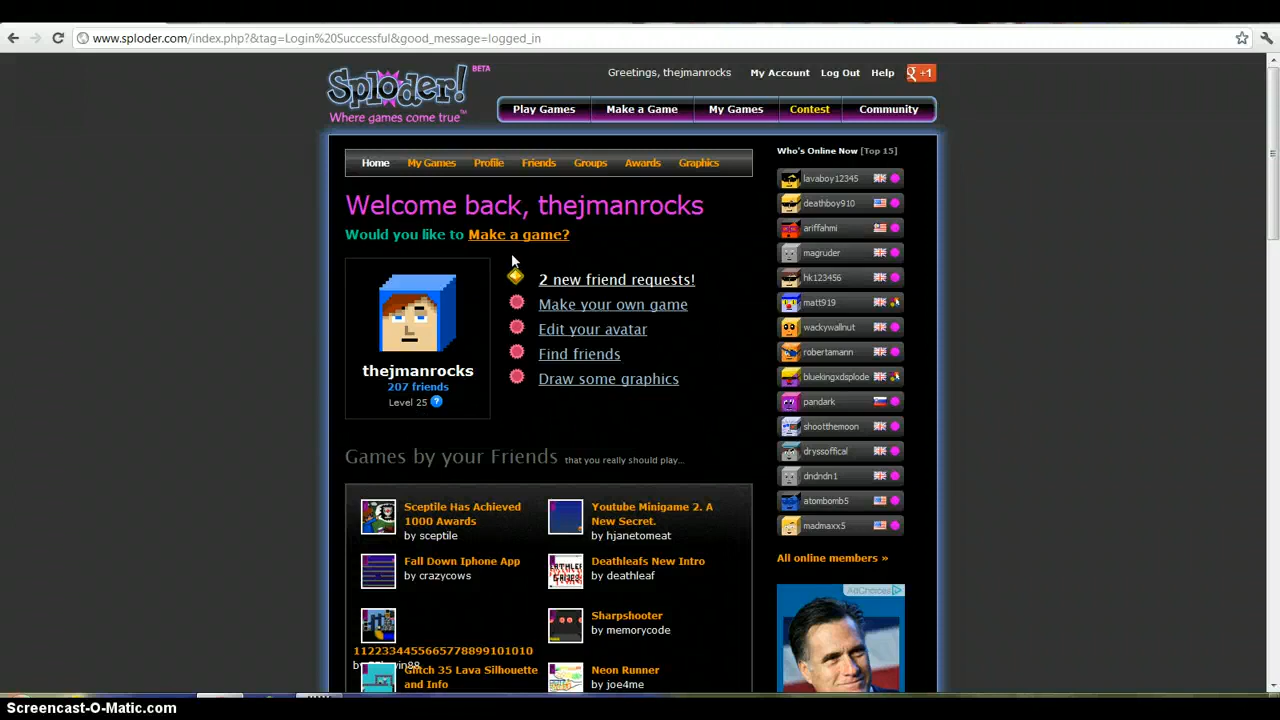 www.sploder.com/index.php?&tag=Login%20Successful&good_message=logged_in
Sploder!
BETA
Where games come true™
Greetings, thejmanrocks
My Account
Log Out
Help
g +1
Play Games
Make a Game
My Games
Contest
Community
Home
My Games
Profile
Friends
Groups
Awards
Graphics
Welcome back, thejmanrocks
Would you like to Make a game?
thejmanrocks
207 friends
Level 25 ?
2 new friend requests!
Make your own game
Edit your avatar
Find friends
Draw some graphics
Games by your Friends that you really should play...
Sceptile Has Achieved
1000 Awards
by sceptile
Youtube Minigame 2. A
New Secret.
by hjanetomeat
Fall Down Iphone App
by crazycows
Deathleafs New Intro
by deathleaf
1122334455665778899101010
Sharpshooter
by memorycode
Glitch 35 Lava Silhouette
and Info
Neon Runner
by joe4me
Who's Online Now [Top 15]
lavaboy12345
deathboy910
ariffahmi
magruder
hk123456
matt919
wackywallnut
robertamann
bluekingxdsplode
pandark
shootthemoon
dryssoffical
dndndn1
atombomb5
madmaxx5
All online members »
AdChoices
Screencast-O-Matic.com